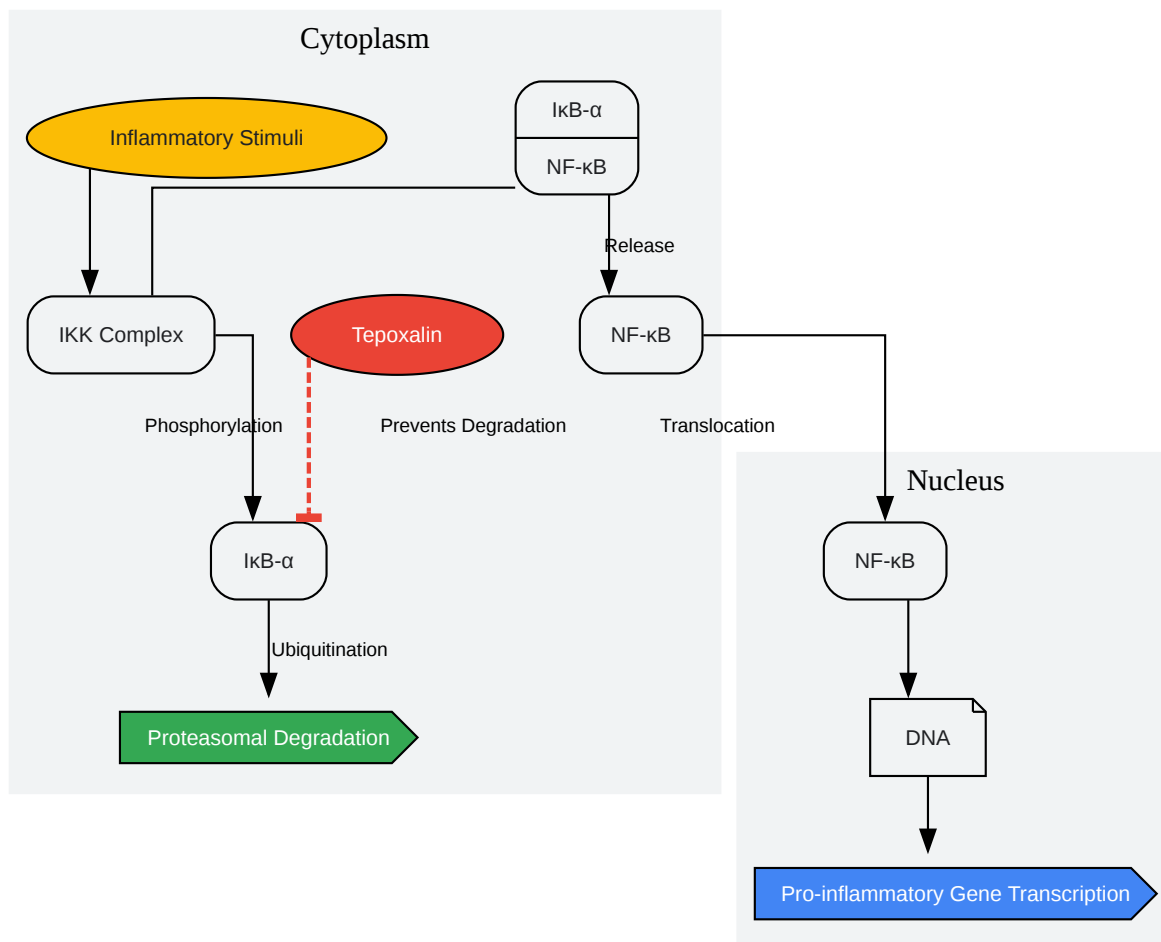 Cytoplasm
IκB-α
Inflammatory Stimuli
NF-κB
Release
IKK Complex
Tepoxalin
NF-κB
Phosphorylation
Prevents Degradation
Translocation
Nucleus
IκB-α
NF-κB
Ubiquitination
Proteasomal Degradation
DNA
Pro-inflammatory Gene Transcription